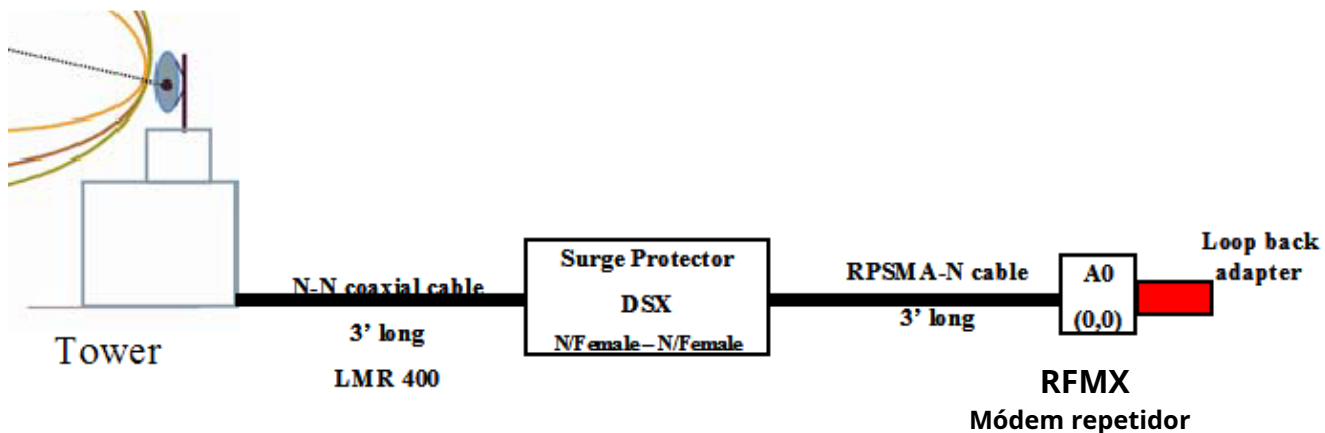 Tower
N-N coaxial cable
3' long
LMR 400
Surge Protector
DSX
N/Female – N/Female
RPSMA-N cable
3' long
A0
(0,0)
Loop back
adapter
RFMX
Módem repetidor